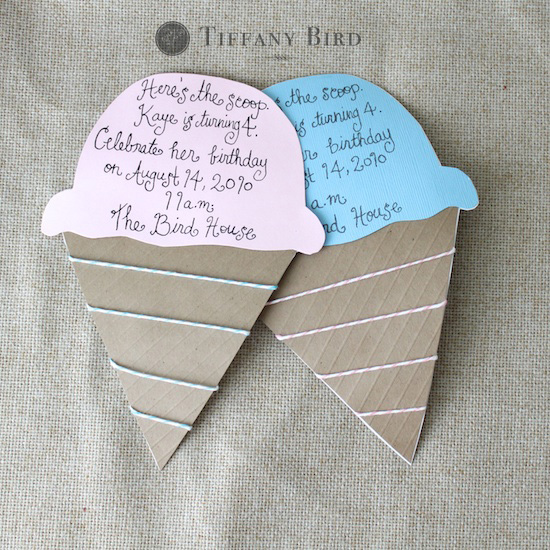 TIFFANY BIRD
Here's the scoop.
Kaye is turning 4.
Celebrate her birthday
on August 14, 2010
11 a.m.
The Bird House
the scoop.
is turning 4.
birthday
14, 2010
a.m.
House